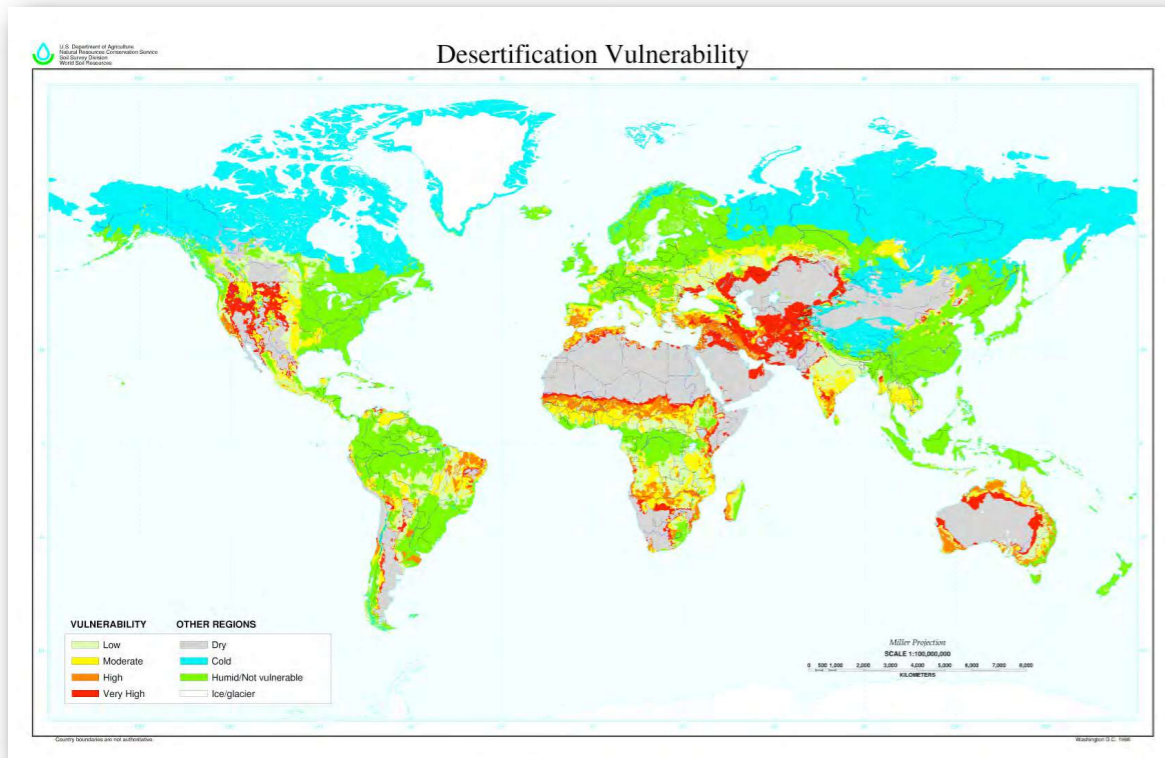 U.S. Department of Agriculture
Natural Resources Conservation Service
Soil Survey Division
World Soil Resources
Desertification Vulnerability
VULNERABILITY OTHER REGIONS
Low Dry
Moderate Cold
High Humid/Not vulnerable
Very High Ice/glacier
Miller Projection
SCALE 1:100,000,000
0 500 1,000 2,000 3,000 4,000 5,000 6,000 7,000 8,000
KILOMETERS
Country boundaries are not authoritative.
Washington D.C. 1998